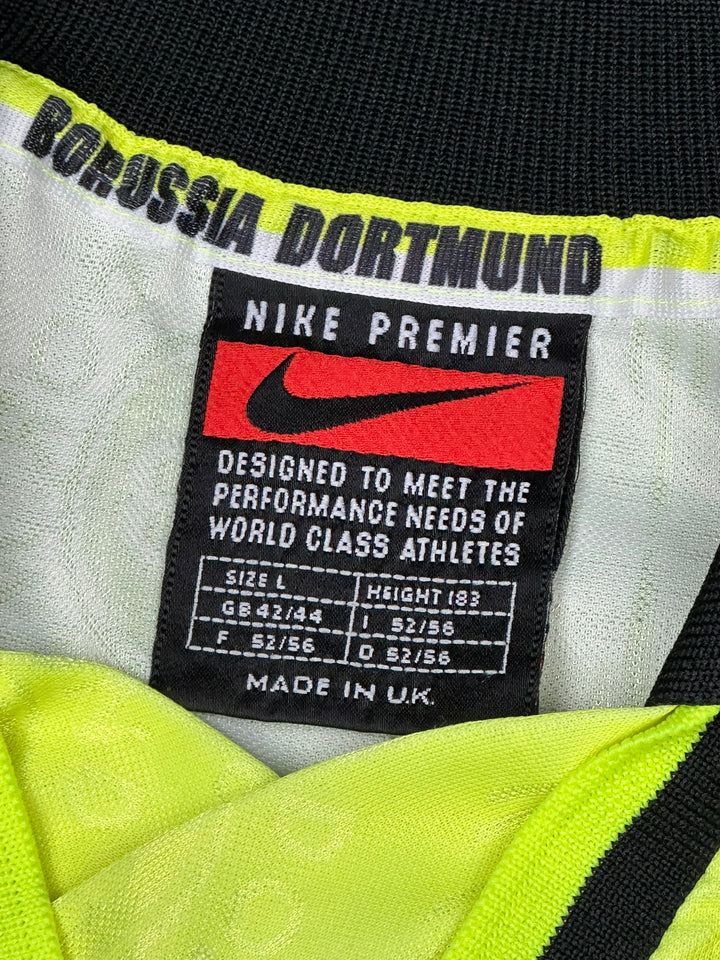 BORUSSIA DORTMUND
NIKE PREMIER
DESIGNED TO MEET THE
PERFORMANCE NEEDS OF
WORLD CLASS ATHLETES
SIZE L HEIGHT 183
GB 42/44 I 52/56
F 52/56 D 52/56
MADE IN U.K.